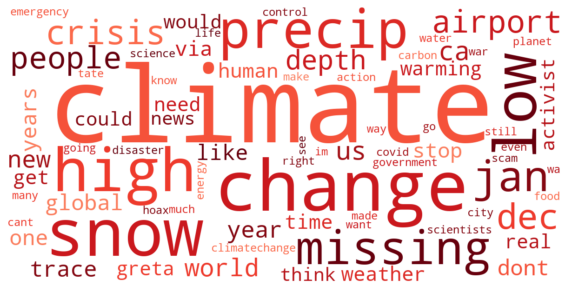 emergency control
crisis would life water planet
precip airport
people via depth ca carbon war
science human warming
tate know make action
climate low activist
years could need news us stop way go still
new going disaster like see even
get high right im covid government scam wa
many energy change jan
global hoax much time made city food
one snow year want missing scientists real dec
cant climatechange
trace greta world think weather dont